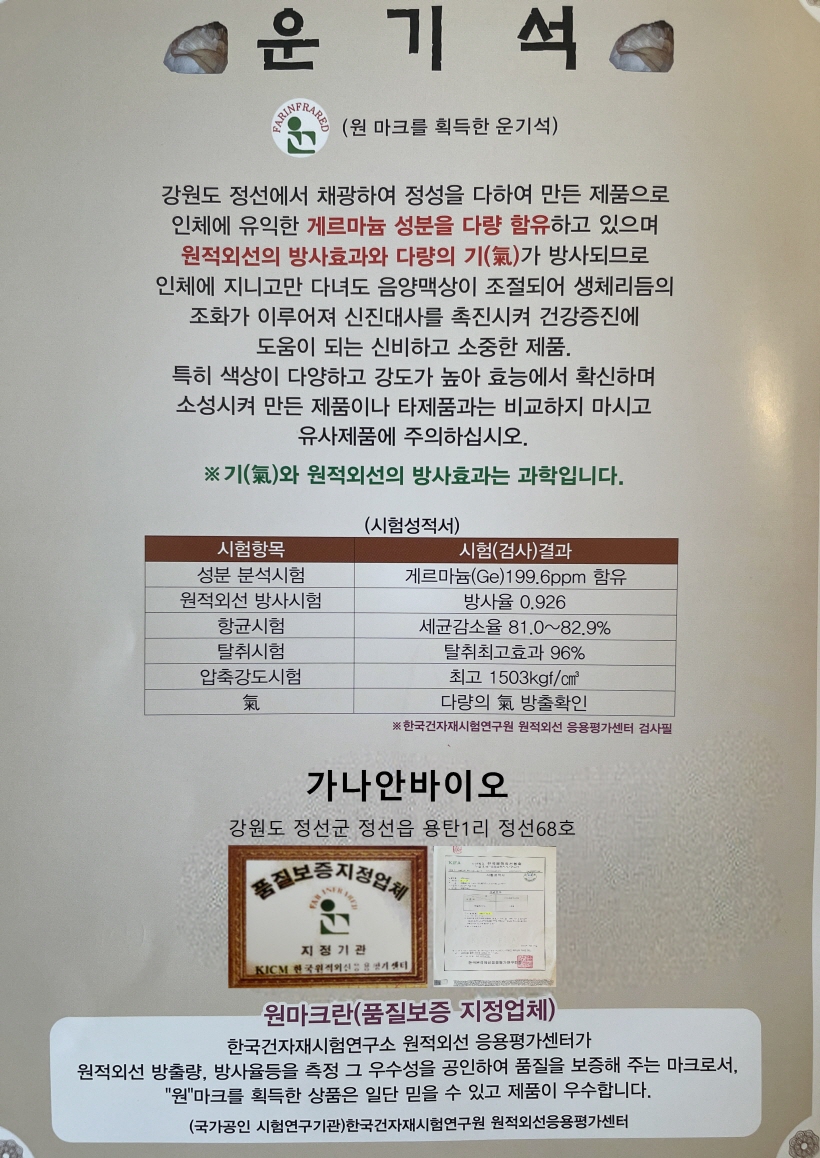 운기석
FARINFRARED
(원 마크를 획득한 운기석)
강원도 정선에서 채광하여 정성을 다하여 만든 제품으로
인체에 유익한 게르마늄 성분을 다량 함유하고 있으며
원적외선의 방사효과와 다량의 기(氣)가 방사되므로
인체에 지니고만 다녀도 음양맥상이 조절되어 생체리듬의
조화가 이루어져 신진대사를 촉진시켜 건강증진에
도움이 되는 신비하고 소중한 제품.
특히 색상이 다양하고 강도가 높아 효능에서 확신하며
소성시켜 만든 제품이나 타제품과는 비교하지 마시고
유사제품에 주의하십시오.
※기(氣)와 원적외선의 방사효과는 과학입니다.
(시험성적서)
시험항목 시험(검사)결과
성분 분석시험 게르마늄(Ge)199.6ppm 함유
원적외선 방사시험 방사율 0.926
항균시험 세균감소율 81.0~82.9%
탈취시험 탈취최고효과 96%
압축강도시험 최고 1503kgf/㎤
氣 다량의 氣 방출확인
※한국건자재시험연구원 원적외선 응용평가센터 검사필
가나안바이오
강원도 정선군 정선읍 용탄1리 정선68호
품질보증지정업체
FAR INFRARED
지정기관
KICM 한국원적외선응용평가센터
원마크란(품질보증 지정업체)
한국건자재시험연구소 원적외선 응용평가센터가
원적외선 방출량, 방사율등을 측정 그 우수성을 공인하여 품질을 보증해 주는 마크로서,
"원"마크를 획득한 상품은 일단 믿을 수 있고 제품이 우수합니다.
(국가공인 시험연구기관)한국건자재시험연구원 원적외선응용평가센터